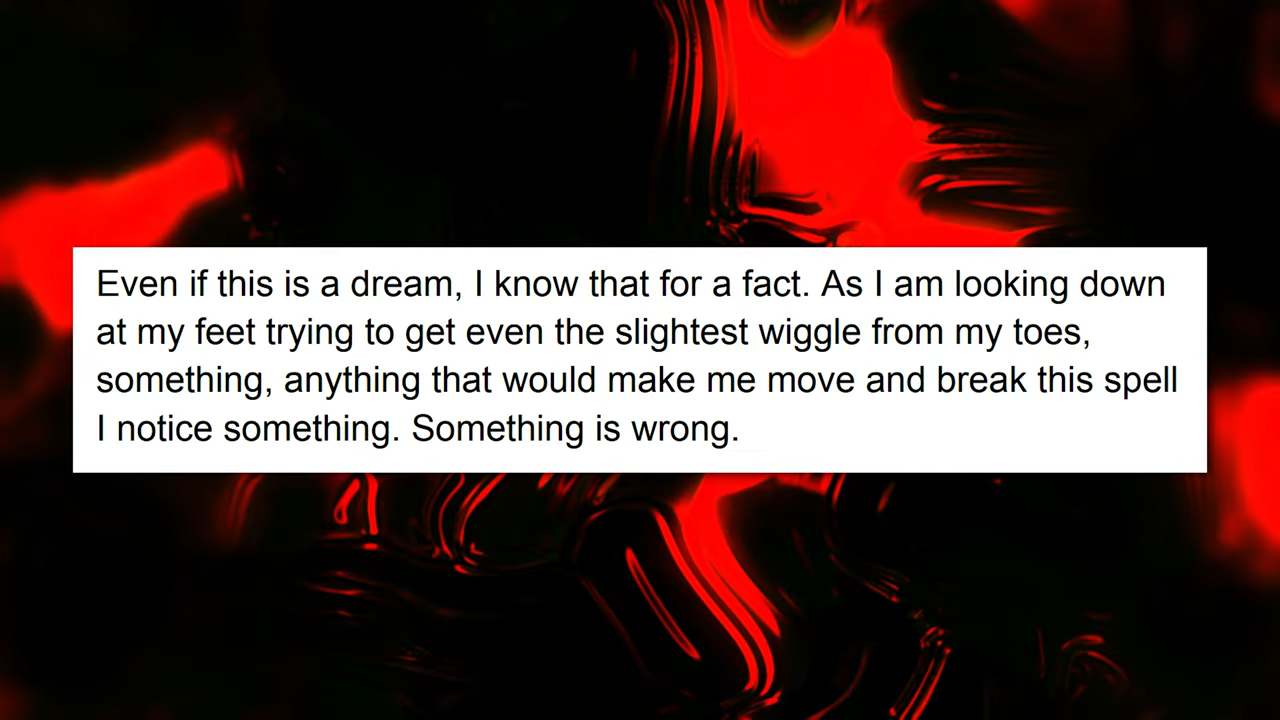 Even if this is a dream, I know that for a fact. As I am looking down
at my feet trying to get even the slightest wiggle from my toes,
something, anything that would make me move and break this spell
I notice something. Something is wrong.